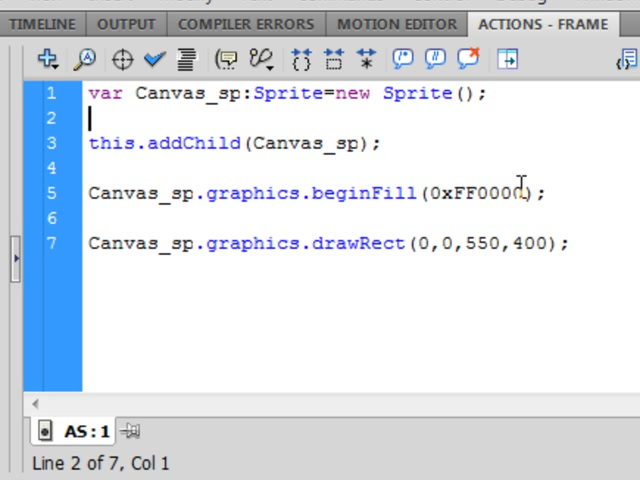 TIMELINE OUTPUT COMPILER ERRORS MOTION EDITOR ACTIONS - FRAME
1 var Canvas_sp:Sprite=new Sprite();
2
3 this.addChild(Canvas_sp);
4
5 Canvas_sp.graphics.beginFill(0xFF0000);
6
7 Canvas_sp.graphics.drawRect(0,0,550,400);
AS:1
Line 2 of 7, Col 1